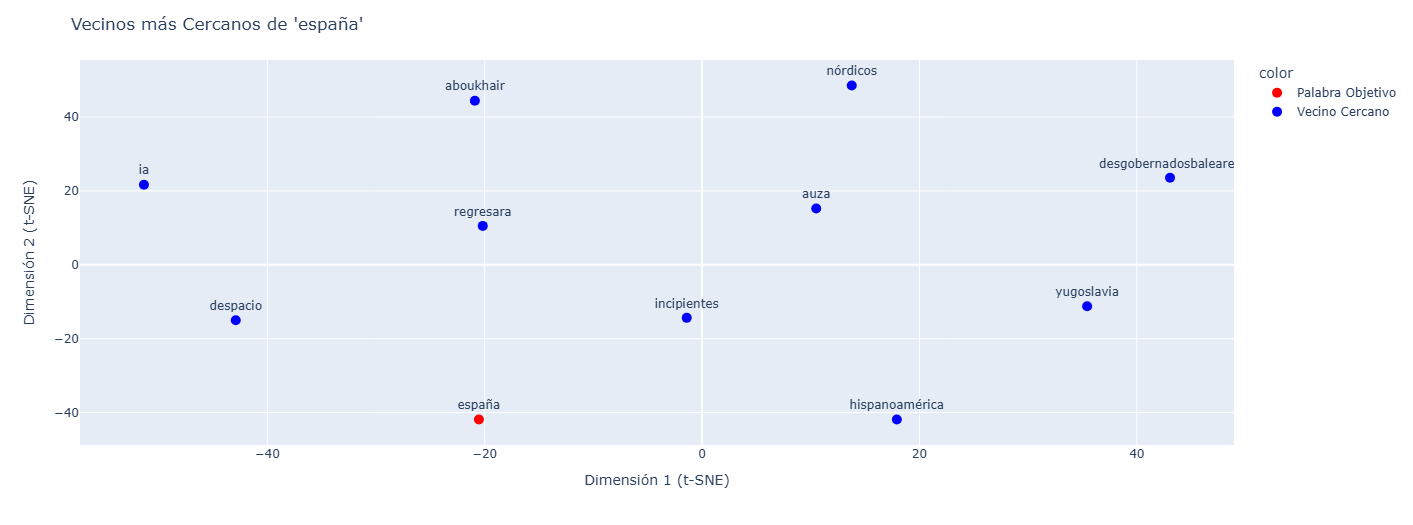 Vecinos más Cercanos de 'españa'
color
Palabra Objetivo
Vecino Cercano
nórdicos
aboukhair
desgobernadosbaleare
ia
auza
regresara
yugoslavia
incipientes
despacio
españa
hispanoamérica
40
20
0
−20
−40
Dimensión 2 (t-SNE)
−40
−20
0
20
40
Dimensión 1 (t-SNE)